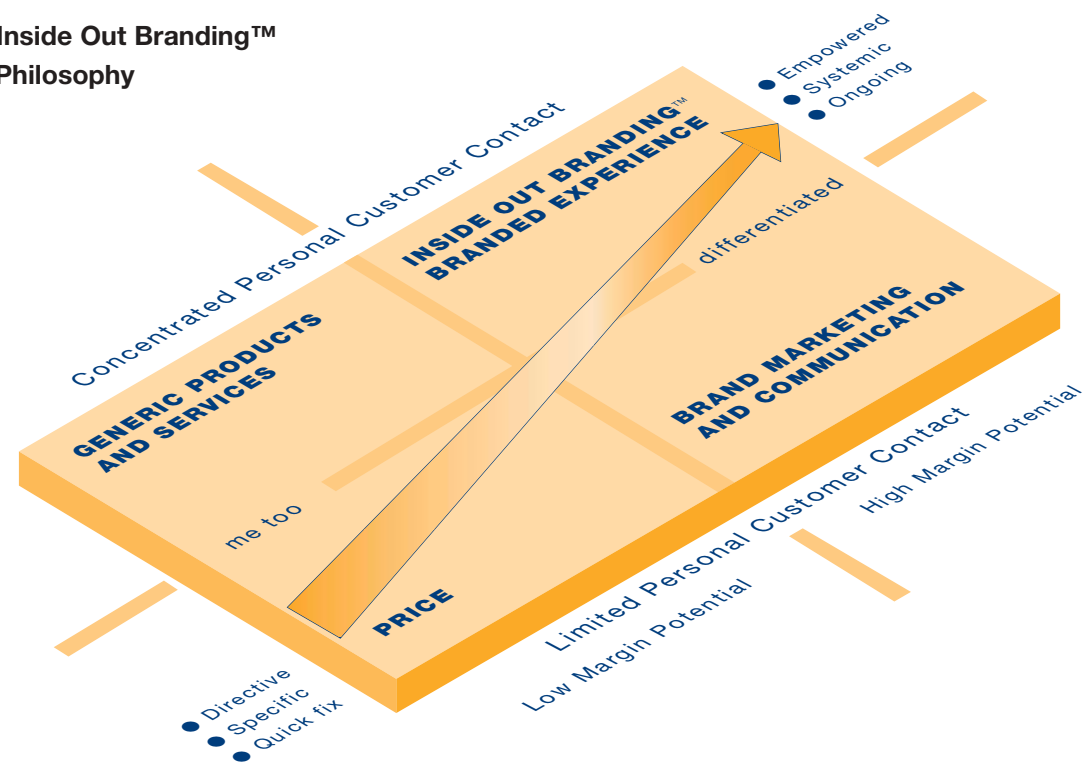 Inside Out Branding™
Philosophy
Empowered
Systemic
Ongoing
Concentrated Personal Customer Contact
INSIDE OUT BRANDING™
BRANDED EXPERIENCE
differentiated
GENERIC PRODUCTS
AND SERVICES
BRAND MARKETING
AND COMMUNICATION
me too
PRICE
Limited Personal Customer Contact
High Margin Potential
Low Margin Potential
Directive
Specific
Quick fix